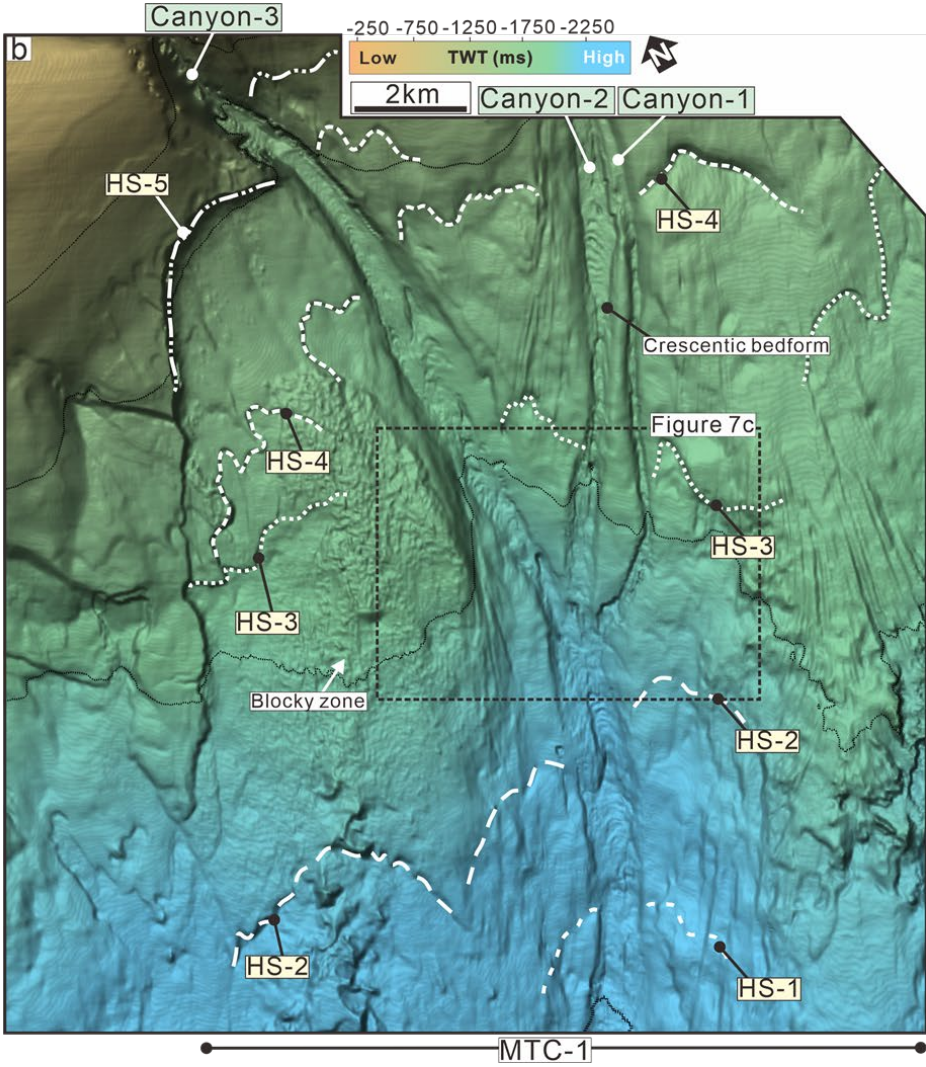 Canyon-3
b
-250 -750 -1250 -1750 -2250
Low TWT (ms) High
N
2km
Canyon-2
Canyon-1
HS-5
HS-4
Crescentic bedform
Figure 7c
HS-4
HS-3
HS-3
Blocky zone
HS-2
HS-2
HS-1
MTC-1